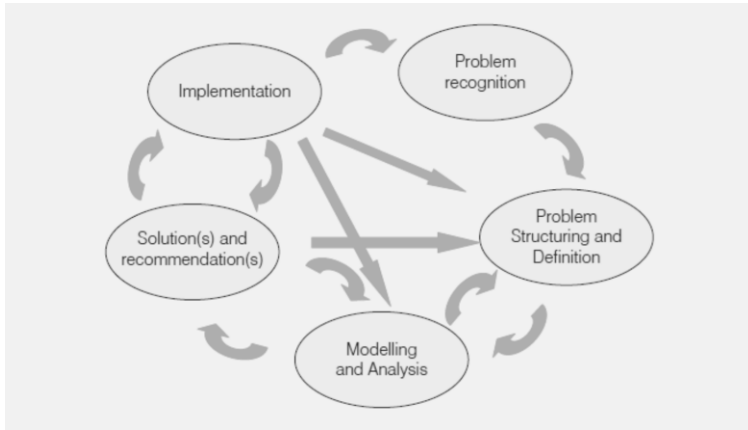 Problem
recognition
Implementation
Problem
Structuring and
Definition
Solution(s) and
recommendation(s)
Modelling
and Analysis